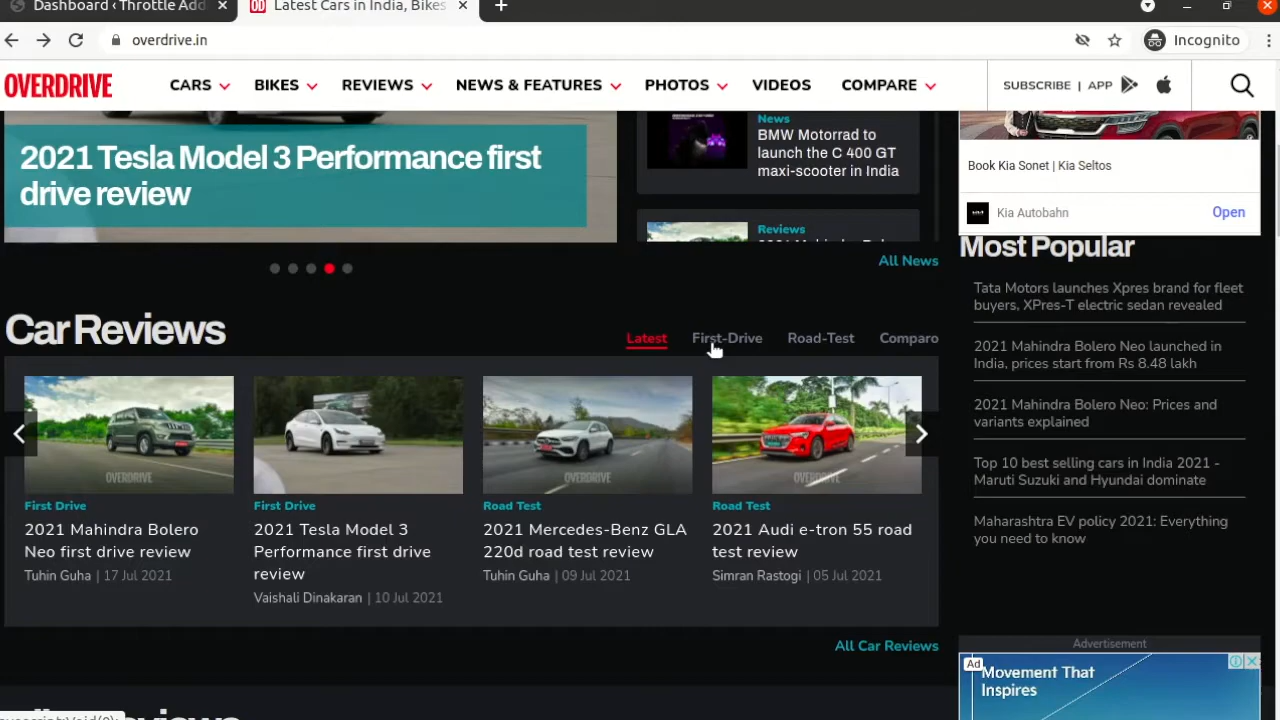 Dashboard ‹ Throttle Add
Latest Cars in India, Bikes
overdrive.in
Incognito
OVERDRIVE
CARS
BIKES
REVIEWS
NEWS & FEATURES
PHOTOS
VIDEOS
COMPARE
SUBSCRIBE | APP
2021 Tesla Model 3 Performance first
drive review
News
BMW Motorrad to
launch the C 400 GT
maxi-scooter in India
Reviews
All News
Book Kia Sonet | Kia Seltos
Kia Autobahn
Open
Most Popular
Tata Motors launches Xpres brand for fleet
buyers, XPres-T electric sedan revealed
2021 Mahindra Bolero Neo launched in
India, prices start from Rs 8.48 lakh
2021 Mahindra Bolero Neo: Prices and
variants explained
Top 10 best selling cars in India 2021 -
Maruti Suzuki and Hyundai dominate
Maharashtra EV policy 2021: Everything
you need to know
Car Reviews
Latest
First-Drive
Road-Test
Comparo
OVERDRIVE
OVERDRIVE
OVERDRIVE
First Drive
2021 Mahindra Bolero
Neo first drive review
Tuhin Guha | 17 Jul 2021
First Drive
2021 Tesla Model 3
Performance first drive
review
Vaishali Dinakaran | 10 Jul 2021
Road Test
2021 Mercedes-Benz GLA
220d road test review
Tuhin Guha | 09 Jul 2021
Road Test
2021 Audi e-tron 55 road
test review
Simran Rastogi | 05 Jul 2021
All Car Reviews
Advertisement
Ad
Movement That
Inspires